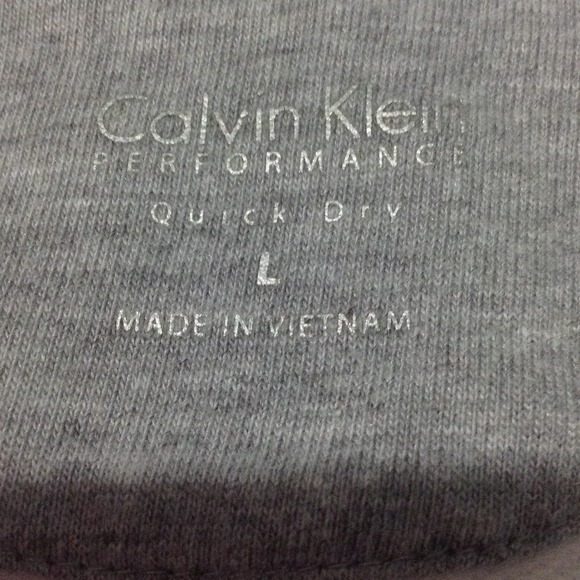 Calvin Klein
PERFORMANCE
Quick Dry
L
MADE IN VIETNAM